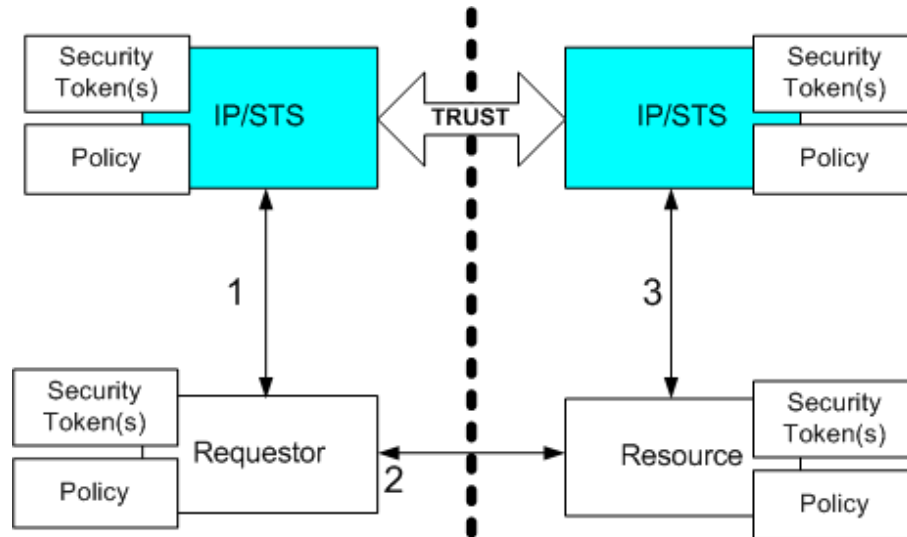 Security
Token(s)
IP/STS
Policy
TRUST
IP/STS
Security
Token(s)
Policy
1
3
Security
Token(s)
Requestor
Policy
2
Resource
Security
Token(s)
Policy